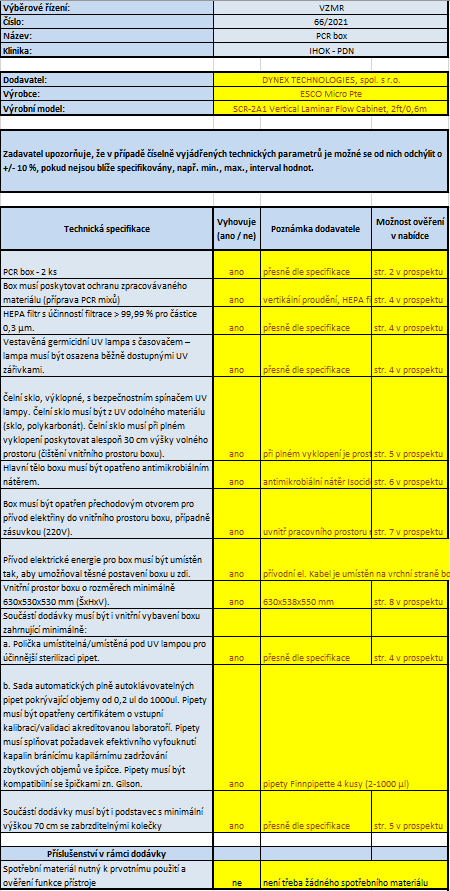 Výběrové řízení: VZMR
Číslo: 66/2021
Název: PCR box
Klinika: IHOK - PDN
Dodavatel: DYNEX TECHNOLOGIES, spol. s r.o.
Výrobce: ESCO Micro Pte
Výrobní model: SCR-2A1 Vertical Laminar Flow Cabinet, 2ft/0,6m
Zadavatel upozorňuje, že v případě číselně vyjádřených technických parametrů je možné se od nich odchýlit o
+/- 10 %, pokud nejsou blíže specifikovány, např. min., max., interval hodnot.
Technická specifikace
Vyhovuje
(ano / ne)
Poznámka dodavatele
Možnost ověření
v nabídce
PCR box - 2 ks ano přesně dle specifikace str. 2 v prospektu
Box musí poskytovat ochranu zpracovávaného
materiálu (příprava PCR mixů) ano vertikální proudění, HEPA fi str. 4 v prospektu
HEPA filtr s účinností filtrace > 99,99 % pro částice
0,3 µm. ano přesně dle specifikace str. 4 v prospektu
Vestavěná germicidní UV lampa s časovačem –
lampa musí být osazena běžně dostupnými UV
zářivkami. ano přesně dle specifikace str. 4 v prospektu
Čelní sklo, výklopné, s bezpečnostním spínačem UV
lampy. Čelní sklo musí být z UV odolného materiálu
(sklo, polykarbonát). Čelní sklo musí při plném
vyklopení poskytovat alespoň 30 cm výšky volného
prostoru (čištění vnitřního prostoru boxu). ano při plném vyklopení je prost str. 5 v prospektu
Hlavní tělo boxu musí být opatřeno antimikrobiálním
nátěrem. ano antimikrobiální nátěr Isocide str. 6 v prospektu
Box musí být opatřen přechodovým otvorem pro
přívod elektřiny do vnitřního prostoru boxu, případně
zásuvkou (220V). ano uvnitř pracovního prostoru str. 7 v prospektu
Přívod elektrické energie pro box musí být umístěn
tak, aby umožňoval těsné postavení boxu u zdi. ano přívodní el. Kabel je umístěn na vrchní straně bo
Vnitřní prostor boxu o rozměrech minimálně
630x530x530 mm (ŠxHxV). ano 630x538x550 mm str. 8 v prospektu
Součástí dodávky musí být i vnitřní vybavení boxu
zahrnující minimálně:
a. Polička umístitelná/umístěná pod UV lampou pro
účinnější sterilizaci pipet. ano přesně dle specifikace str. 4 v prospektu
b. Sada automatických plně autoklávovatelných
pipet pokrývající objemy od 0,2 ul do 1000ul. Pipety
musí být opatřeny certifikátem o vstupní
kalibraci/validaci akreditovanou laboratoří. Pipety
musí splňovat požadavek efektivního vyfouknutí
kapalin bránícímu kapilárnímu zadržování
zbytkových objemů ve špičce. Pipety musí být
kompatibilní se špičkami zn. Gilson. ano pipety Finnpipette 4 kusy (2-1000 µl)
Součástí dodávky musí být i podstavec s minimální
výškou 70 cm se zabrzditelnými kolečky ano přesně dle specifikace str. 5 v prospektu
Příslušenství v rámci dodávky
Spotřební materiál nutný k prvotnímu použití a
ověření funkce přístroje ne není třeba žádného spotřebního materiálu